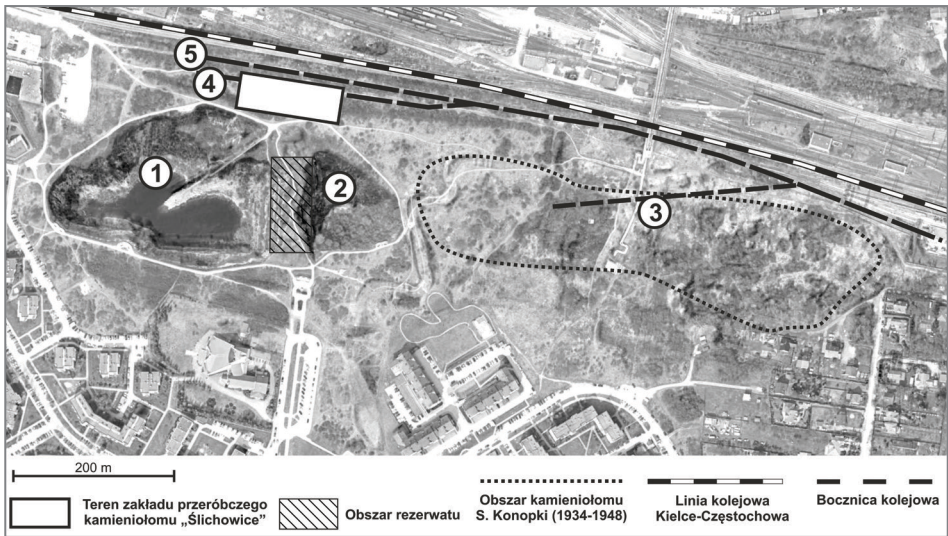 5
4
1
2
3
200 m
Teren zakładu przeróbczego
kamieniołomu „Ślichowice”
Obszar rezerwatu
Obszar kamieniołomu
S. Konopki (1934-1948)
Linia kolejowa
Kielce-Częstochowa
Bocznica kolejowa